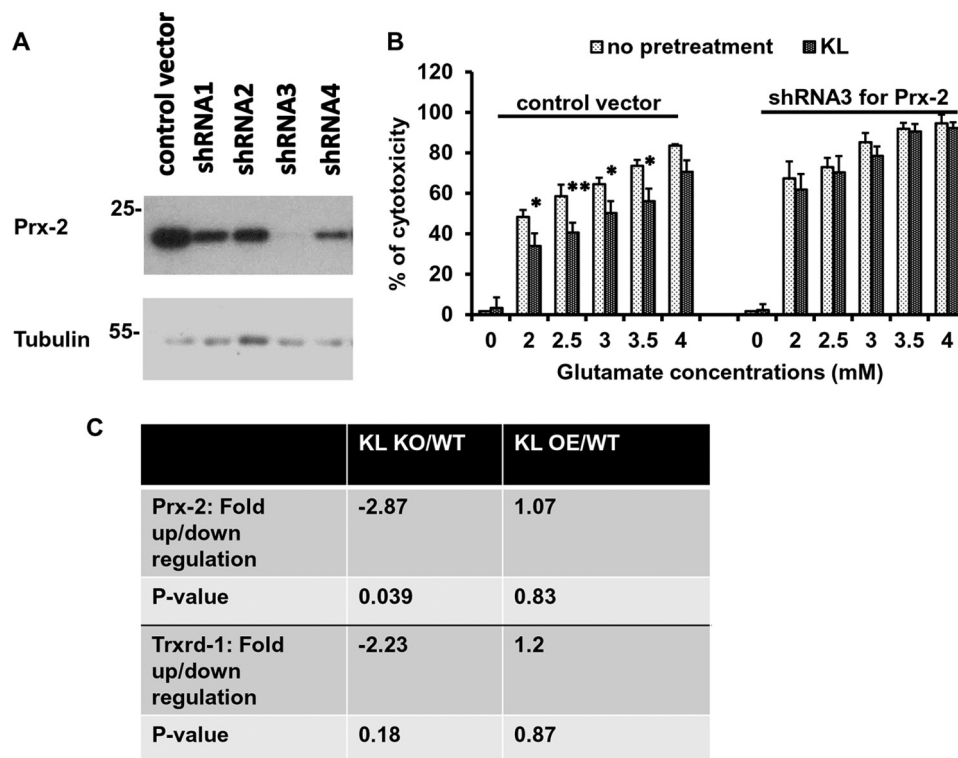 A
control vector
shRNA1
shRNA2
shRNA3
shRNA4
Prx-2
25-
Tubulin
55-
B
no pretreatment KL
control vector
shRNA3 for Prx-2
% of cytotoxicity
120
100
80
60
40
20
0
* ** * *
0 2 2.5 3 3.5 4 0 2 2.5 3 3.5 4
Glutamate concentrations (mM)
C
KL KO/WT KL OE/WT
Prx-2: Fold -2.87 1.07
up/down
regulation
P-value 0.039 0.83
Trxrd-1: Fold -2.23 1.2
up/down
regulation
P-value 0.18 0.87